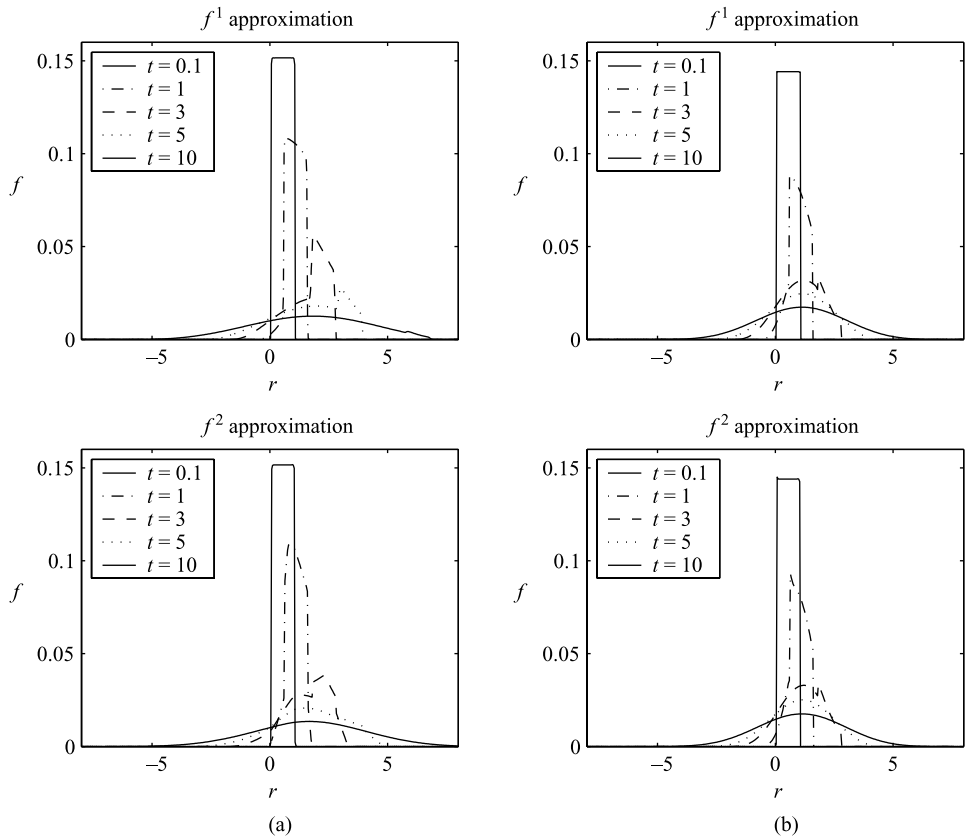 f¹ approximation
0.15
0.1
f
0.05
0
t = 0.1
t = 1
t = 3
t = 5
t = 10
–5
0
5
r
f¹ approximation
0.15
0.1
f
0.05
0
t = 0.1
t = 1
t = 3
t = 5
t = 10
–5
0
5
r
f² approximation
0.15
0.1
f
0.05
0
t = 0.1
t = 1
t = 3
t = 5
t = 10
–5
0
5
r
(a)
f² approximation
0.15
0.1
f
0.05
0
t = 0.1
t = 1
t = 3
t = 5
t = 10
–5
0
5
r
(b)